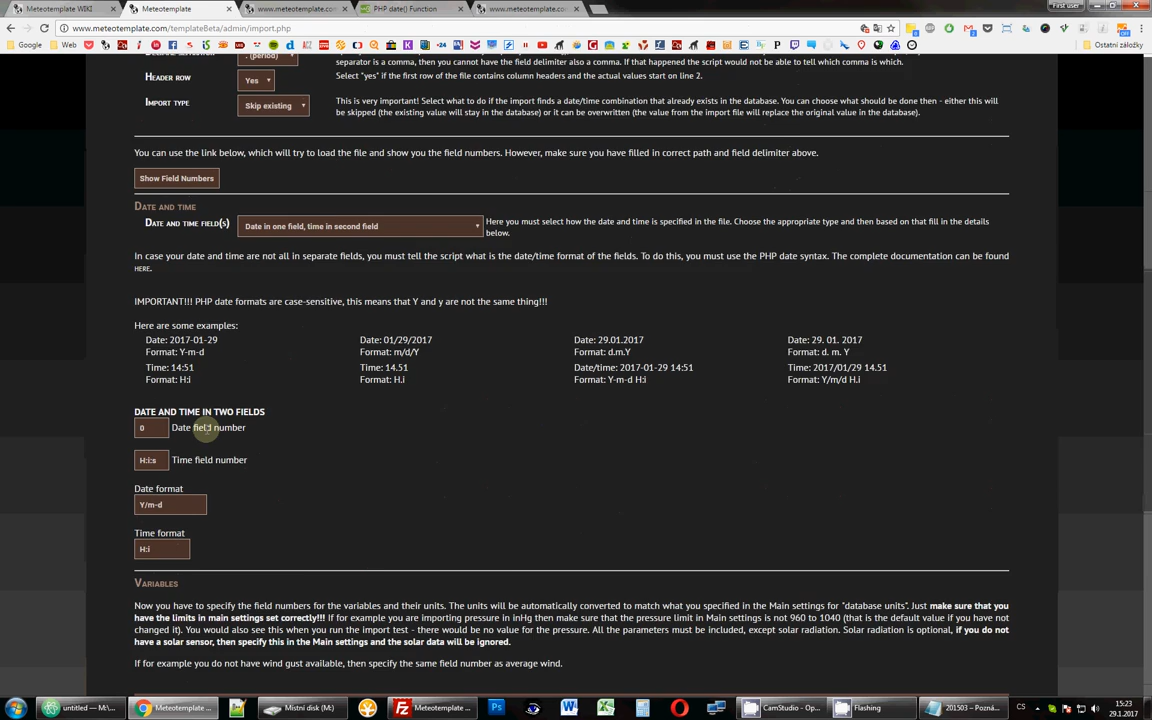 Meteotemplate WIKI
Meteotemplate
www.meteotemplate.com/
PHP date() Function
www.meteotemplate.com/
First user
www.meteotemplate.com/templateBeta/admin/import.php
Google
Web
Ostatní záložky
. (period)
separator is a comma, then you cannot have the field delimiter also a comma. If that happened the script would not be able to tell which comma is which.
Header row
Yes
Select "yes" if the first row of the file contains column headers and the actual values start on line 2.
Import type
Skip existing
This is very important! Select what to do if the import finds a date/time combination that already exists in the database. You can choose what should be done then - either this will
be skipped (the existing value will stay in the database) or it can be overwritten (the value from the import file will replace the original value in the database).
You can use the link below, which will try to load the file and show you the field numbers. However, make sure you have filled in correct path and field delimiter above.
Show Field Numbers
Date and time
Date and time field(s)
Date in one field, time in second field
Here you must select how the date and time is specified in the file. Choose the appropriate type and then based on that fill in the details
below.
In case your date and time are not all in separate fields, you must tell the script what is the date/time format of the fields. To do this, you must use the PHP date syntax. The complete documentation can be found
here.
IMPORTANT!!! PHP date formats are case-sensitive, this means that Y and y are not the same thing!!!
Here are some examples:
Date: 2017-01-29
Format: Y-m-d
Date: 01/29/2017
Format: m/d/Y
Date: 29.01.2017
Format: d.m.Y
Date: 29. 01. 2017
Format: d. m. Y
Time: 14:51
Format: H:i
Time: 14.51
Format: H.i
Date/time: 2017-01-29 14:51
Format: Y-m-d H:i
Time: 2017/01/29 14.51
Format: Y/m/d H.i
DATE AND TIME IN TWO FIELDS
0 Date field number
H:i:s Time field number
Date format
Y/m-d
Time format
H:i
Variables
Now you have to specify the field numbers for the variables and their units. The units will be automatically converted to match what you specified in the Main settings for "database units". Just make sure that you
have the limits in main settings set correctly!!! If for example you are importing pressure in inHg then make sure that the pressure limit in Main settings is not 960 to 1040 (that is the default value if you have not
changed it). You would also see this when you run the import test - there would be no value for the pressure. All the parameters must be included, except solar radiation. Solar radiation is optional, if you do not
have a solar sensor, then specify this in the Main settings and the solar data will be ignored.
If for example you do not have wind gust available, then specify the same field number as average wind.
untitled — M:\...
Meteotemplate ...
Místní disk (M:)
Meteotemplate ...
CamStudio - Op...
Flashing
201503 – Pozná...
CS
15:23
29.1.2017